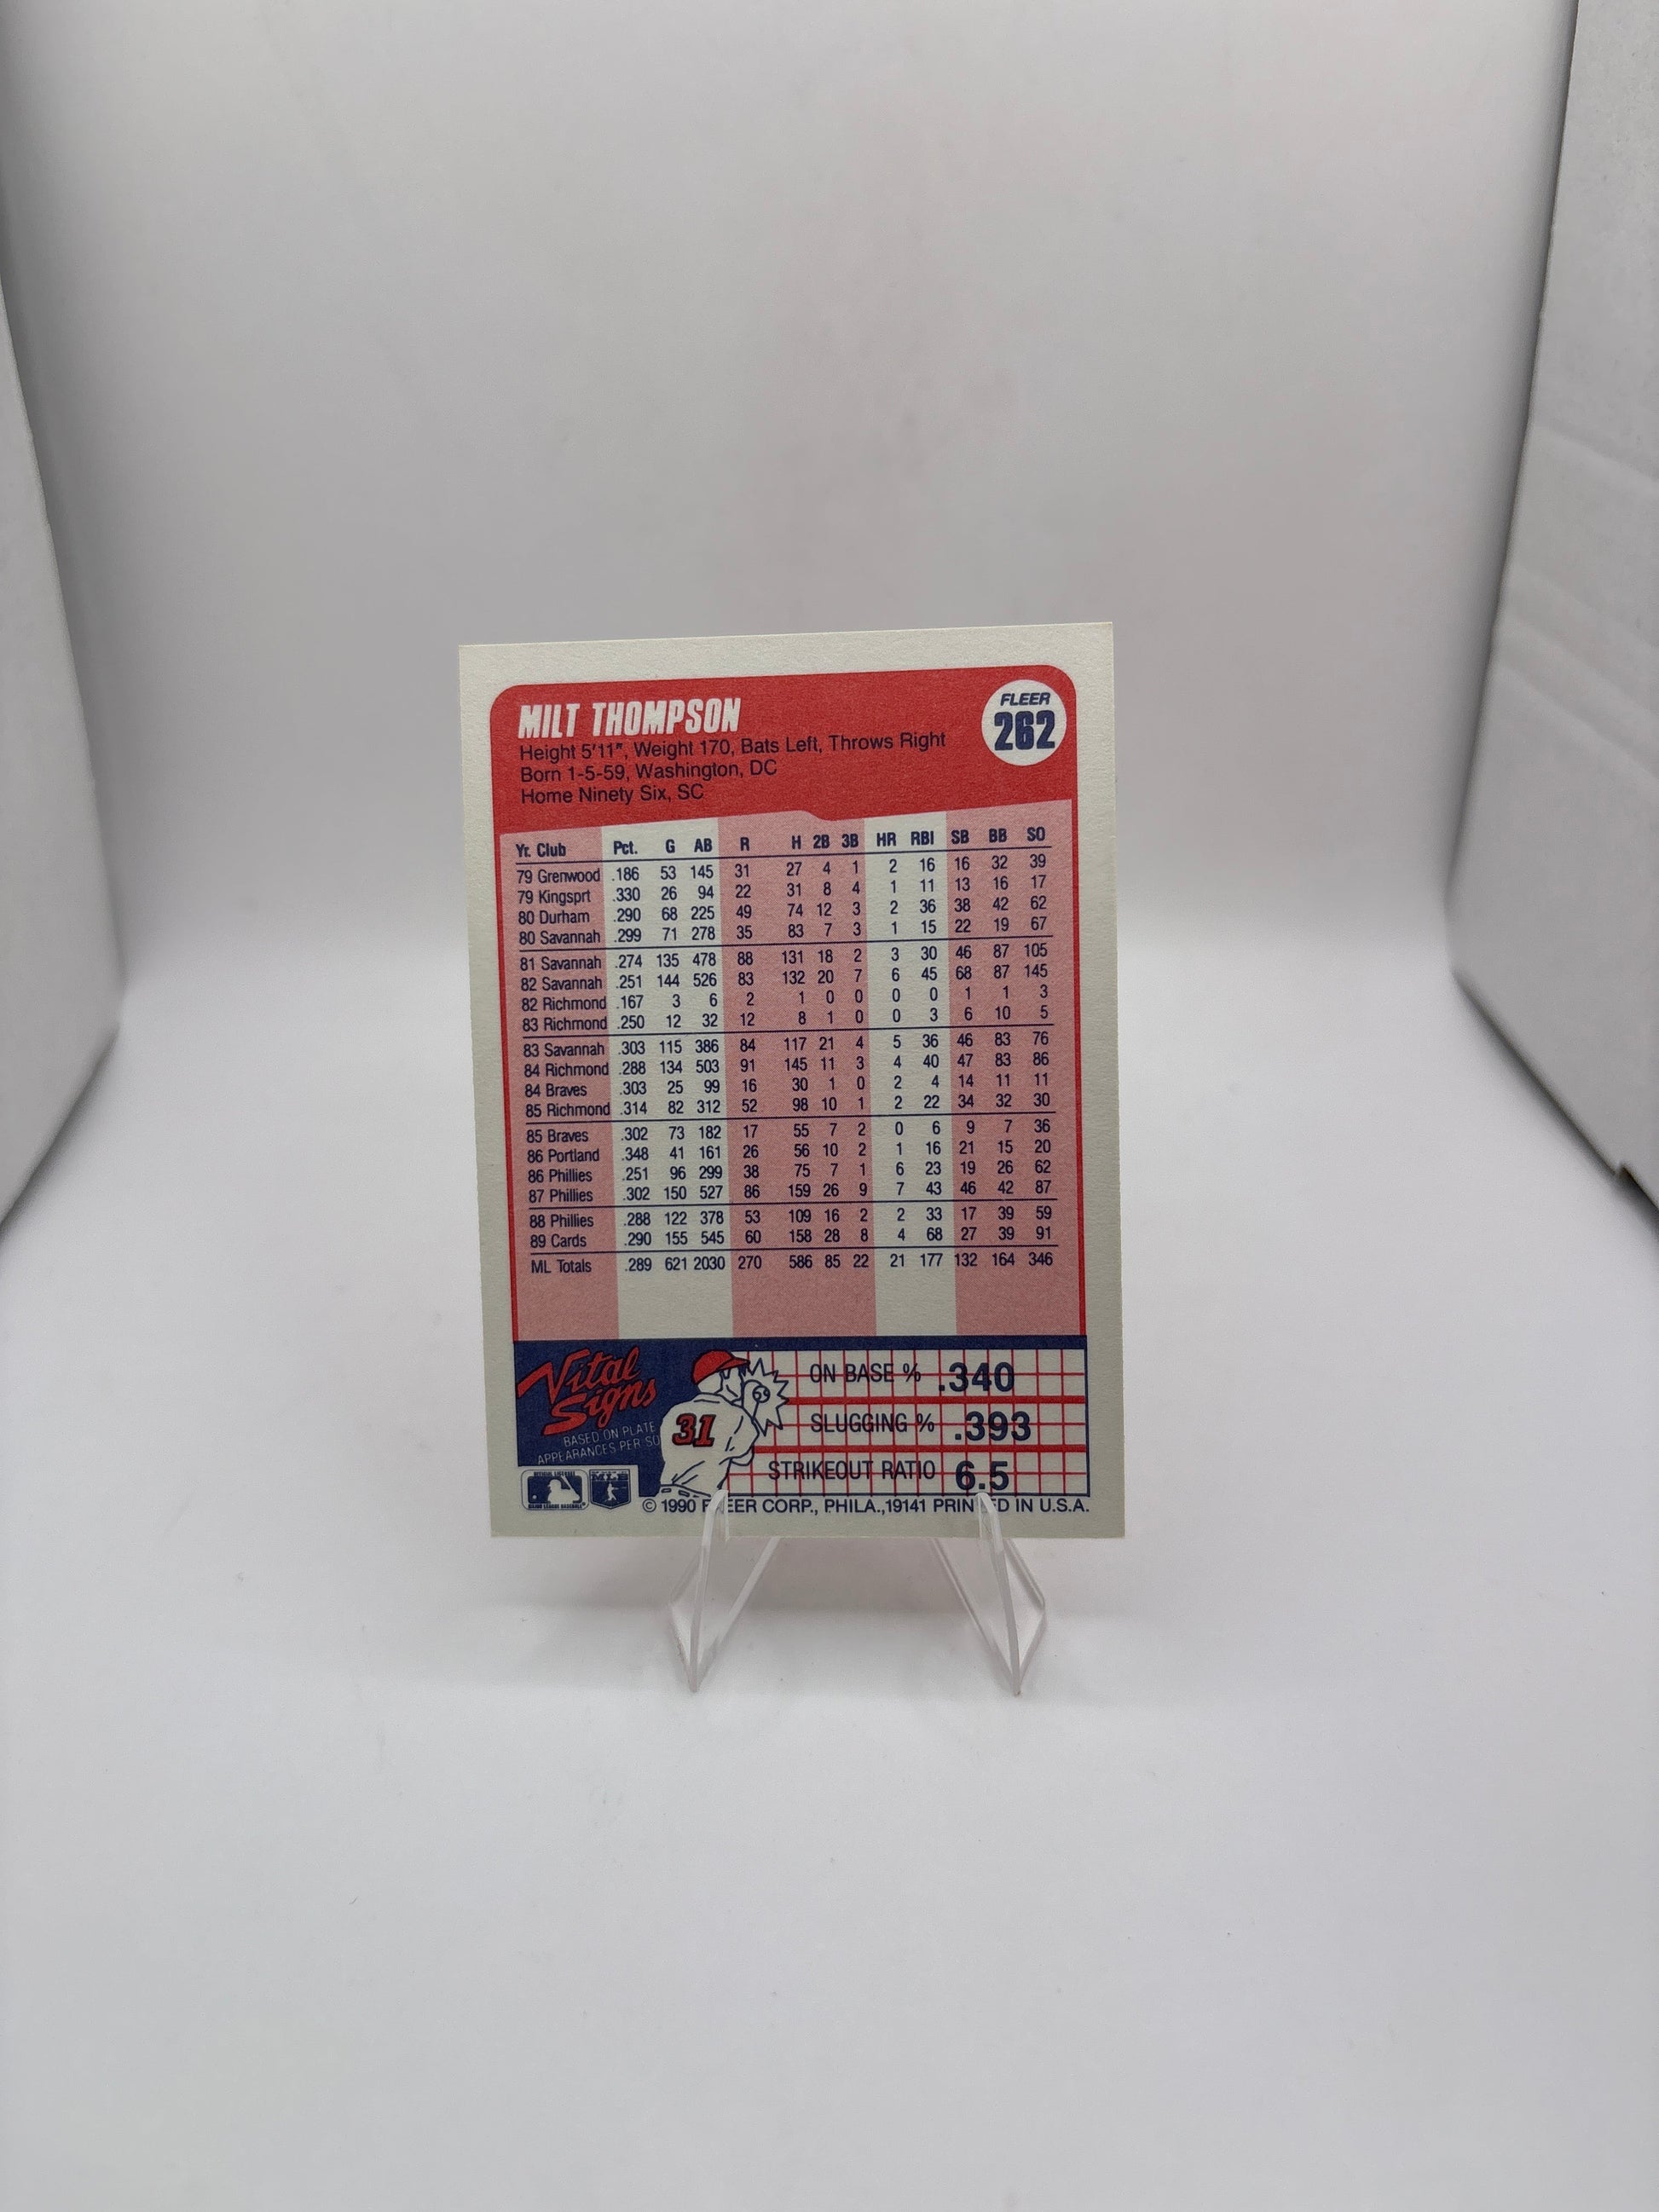 MILT THOMPSON
FLEER
262
Height 5'11", Weight 170, Bats Left, Throws Right
Born 1-5-59, Washington, DC
Home Ninety Six, SC
Yr. Club Pct. G AB R H 2B 3B HR RBI SB BB SO
79 Grenwood .186 53 145 31 27 4 1 2 16 16 32 39
79 Kingsprt .330 26 94 22 31 8 4 1 11 13 16 17
80 Durham .290 68 225 49 74 12 3 2 36 38 42 62
80 Savannah .299 71 278 35 83 7 3 1 15 22 19 67
81 Savannah .274 135 478 88 131 18 2 3 30 46 87 105
82 Savannah .251 144 526 83 132 20 7 6 45 68 87 145
82 Richmond .167 3 6 2 1 0 0 0 0 1 1 3
83 Richmond .250 12 32 12 8 1 0 0 3 6 10 5
83 Savannah .303 115 386 84 117 21 4 5 36 46 83 76
84 Richmond .288 134 503 91 145 11 3 4 40 47 83 86
84 Braves .303 25 99 16 30 1 0 2 4 14 11 11
85 Richmond .314 82 312 52 98 10 1 2 22 34 32 30
85 Braves .302 73 182 17 55 7 2 0 6 9 7 36
86 Portland .348 41 161 26 56 10 2 1 16 21 15 20
86 Phillies .251 96 299 38 75 7 1 6 23 19 26 62
87 Phillies .302 150 527 86 159 26 9 7 43 46 42 87
88 Phillies .288 122 378 53 109 16 2 2 33 17 39 59
89 Cards .290 155 545 60 158 28 8 4 68 27 39 91
ML Totals .289 621 2030 270 586 85 22 21 177 132 164 346
Vital
Signs
BASED ON PLATE
APPEARANCES PER SO
31
ON BASE % .340
SLUGGING % .393
STRIKEOUT RATIO 6.5
© 1990 FLEER CORP., PHILA.,19141 PRINTED IN U.S.A.